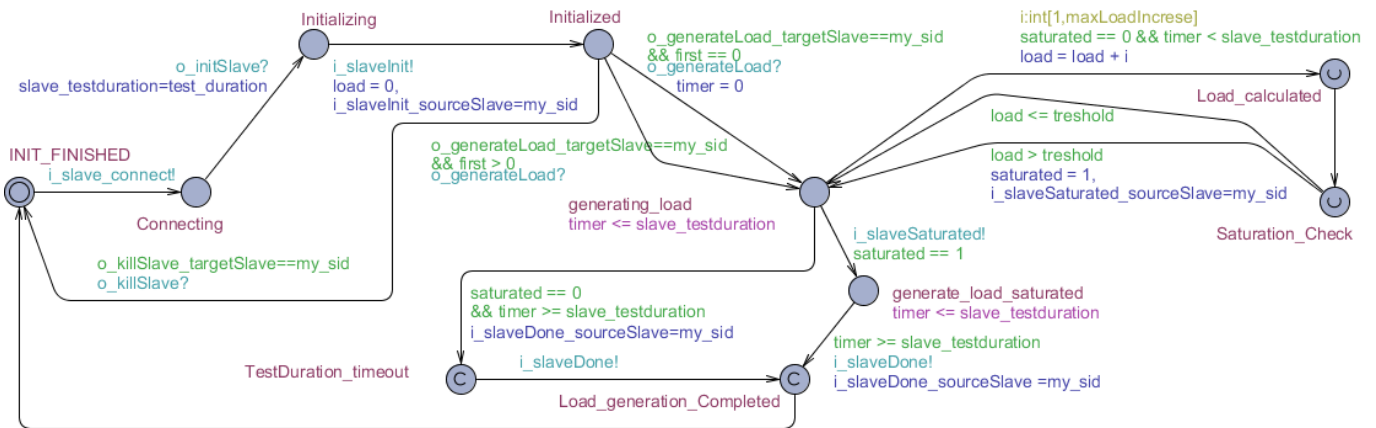 Initializing
Initialized
o_initSlave?
slave_testduration=test_duration
i_slaveInit!
load = 0,
i_slaveInit_sourceSlave=my_sid
o_generateLoad_targetSlave==my_sid
&& first == 0
o_generateLoad?
timer = 0
i:int[1,maxLoadIncrese]
saturated == 0 && timer < slave_testduration
load = load + i
Load_calculated
load <= treshold
load > treshold
saturated = 1,
i_slaveSaturated_sourceSlave=my_sid
Saturation_Check
INIT_FINISHED
i_slave_connect!
Connecting
o_generateLoad_targetSlave==my_sid
&& first > 0
o_generateLoad?
generating_load
timer <= slave_testduration
o_killSlave_targetSlave==my_sid
o_killSlave?
i_slaveSaturated!
saturated == 1
saturated == 0
&& timer >= slave_testduration
i_slaveDone_sourceSlave=my_sid
generate_load_saturated
timer <= slave_testduration
timer >= slave_testduration
i_slaveDone!
i_slaveDone_sourceSlave =my_sid
TestDuration_timeout
C
i_slaveDone!
C
Load_generation_Completed